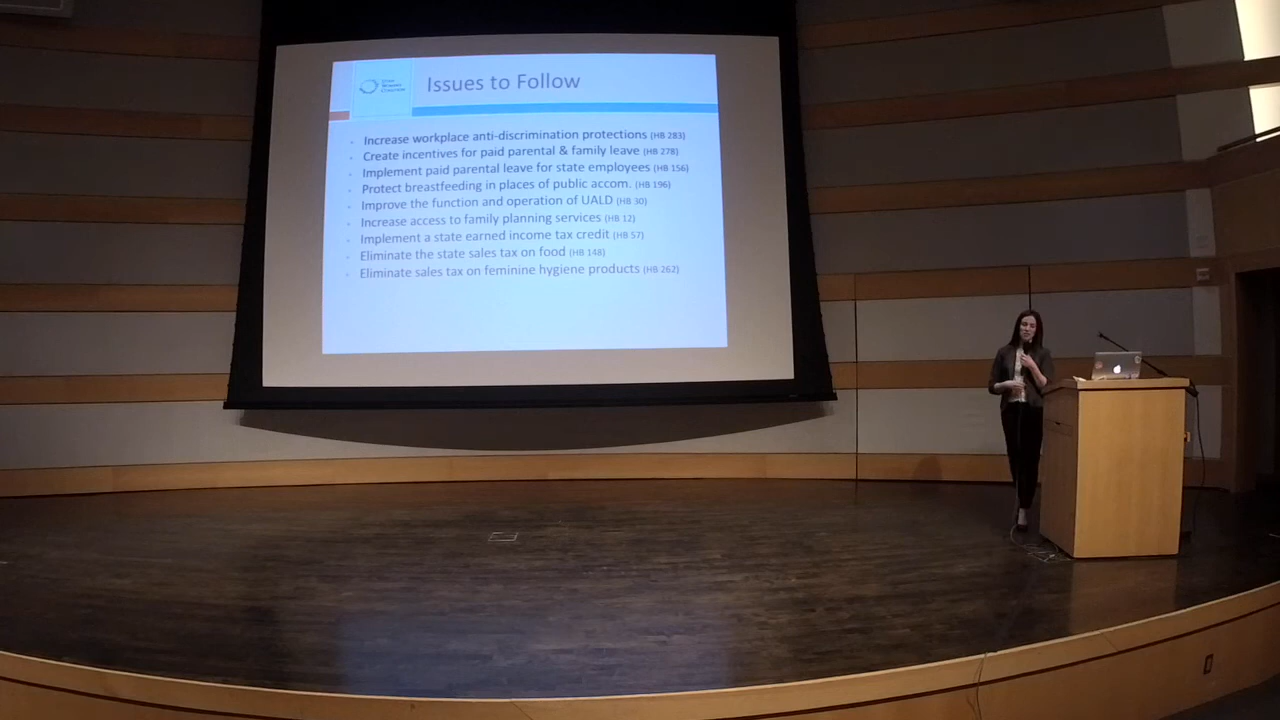 Issues to Follow
Increase workplace anti-discrimination protections (HB 283)
Create incentives for paid parental & family leave (HB 278)
Implement paid parental leave for state employees (HB 156)
Protect breastfeeding in places of public accom. (HB 196)
Improve the function and operation of UALD (HB 30)
Increase access to family planning services (HB 12)
Implement a state earned income tax credit (HB 57)
Eliminate the state sales tax on food (HB 148)
Eliminate sales tax on feminine hygiene products (HB 262)